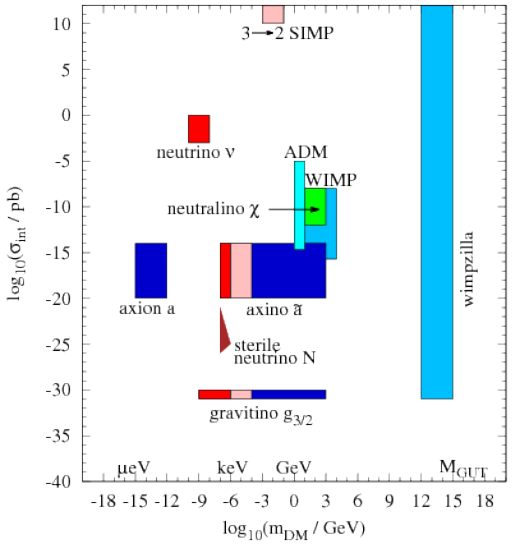 10
5
0
-5
-10
-15
-20
-25
-30
-35
-40
log10(σint / pb)
3→2 SIMP
neutrino ν
ADM
WIMP
neutralino χ
wimpzilla
axion a
axino ã
sterile
neutrino N
gravitino g3/2
μeV keV GeV MGUT
-18 -15 -12 -9 -6 -3 0 3 6 9 12 15 18
log10(mDM / GeV)